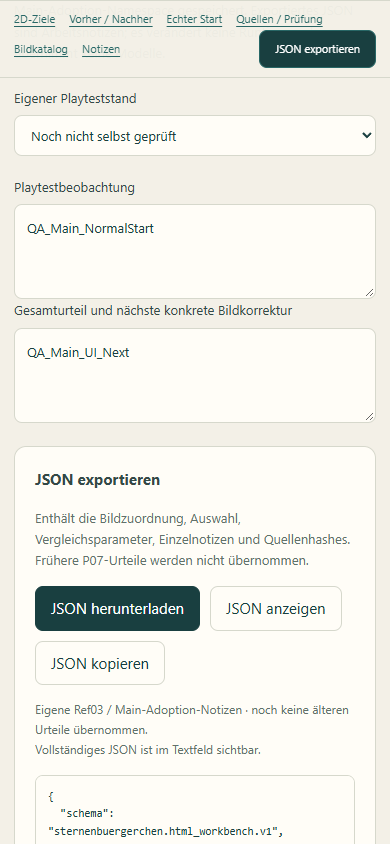 2D-Ziele Vorher / Nachher Echter Start Quellen / Prüfung
Bildkatalog Notizen JSON exportieren
Eigener Playteststand
Noch nicht selbst geprüft
Playtestbeobachtung
QA_Main_NormalStart
Gesamturteil und nächste konkrete Bildkorrektur
QA_Main_UI_Next
JSON exportieren
Enthält die Bildzuordnung, Auswahl,
Vergleichsparameter, Einzelnotizen und Quellenhashes.
Frühere P07-Urteile werden nicht übernommen.
JSON herunterladen JSON anzeigen
JSON kopieren
Eigene Ref03 / Main-Adoption-Notizen · noch keine älteren
Urteile übernommen.
Vollständiges JSON ist im Textfeld sichtbar.
{
"schema":
"sternenbuergerchen.html_workbench.v1",